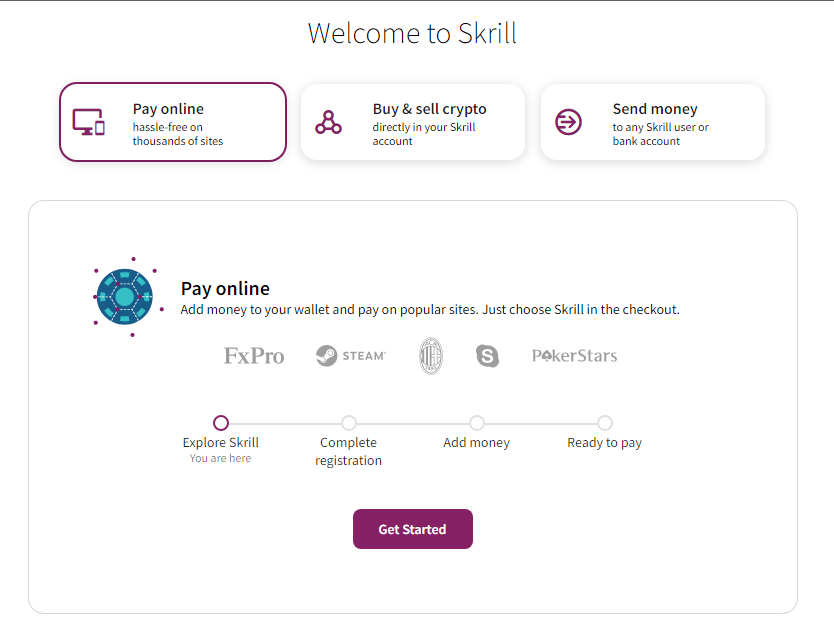 Welcome to Skrill
Pay online
hassle-free on
thousands of sites
Buy & sell crypto
directly in your Skrill
account
Send money
to any Skrill user or
bank account
Pay online
Add money to your wallet and pay on popular sites. Just choose Skrill in the checkout.
FxPro
STEAM
S
PokerStars
Explore Skrill
You are here
Complete
registration
Add money
Ready to pay
Get Started